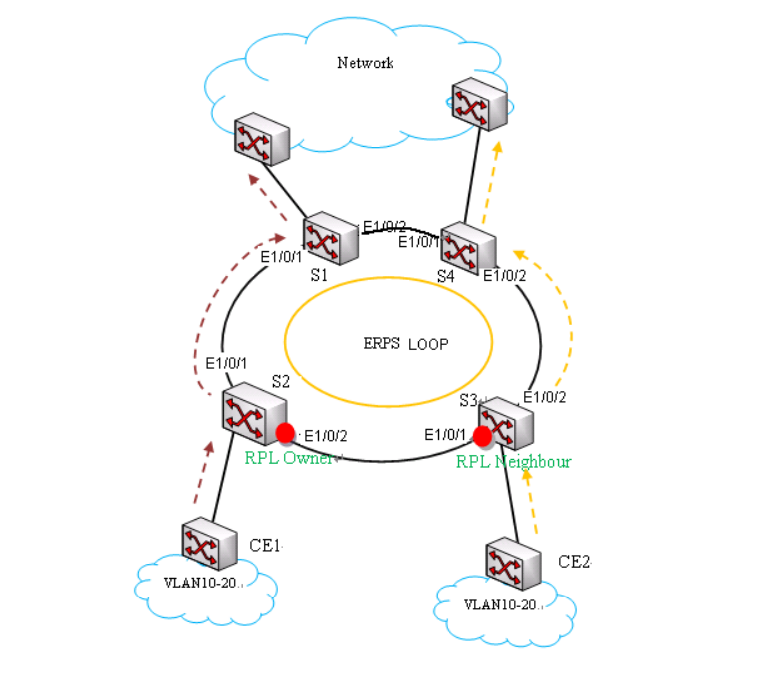 Network
E1/0/2
E1/0/1
E1/0/1
S1
S4
E1/0/2
ERPS LOOP
E1/0/1
S2
S3
E1/0/2
E1/0/2
E1/0/1
RPL Owner
RPL Neighbour
CE1
CE2
VLAN10-20
VLAN10-20